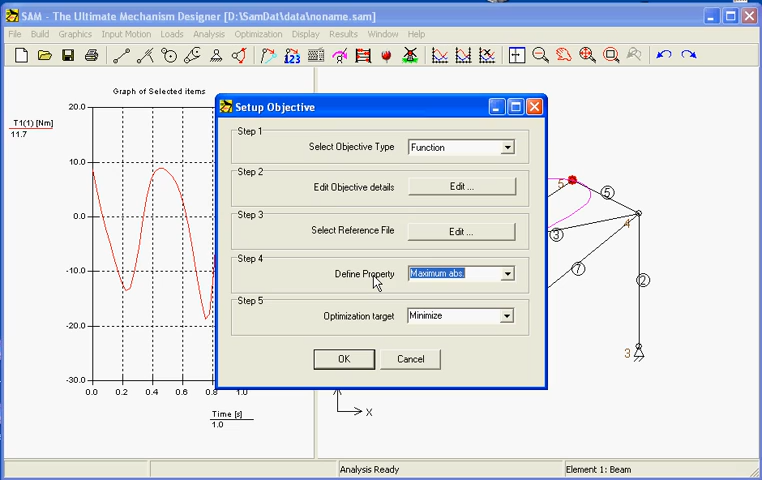 SAM - The Ultimate Mechanism Designer [D:\SamDat\data\noname.sam]
File Build Graphics Input Motion Loads Analysis Optimization Display Results Window Help
123
Graph of Selected items
T1(1) [Nm]
11.7
20.0
10.0
0.0
-10.0
-20.0
-30.0
0.0 0.2 0.4 0.6 0.8 1.0
Time [s]
1.0
Setup Objective
Step 1
Select Objective Type Function
Step 2
Edit Objective details Edit ...
Step 3
Select Reference File Edit ...
Step 4
Define Property Maximum abs.
Step 5
Optimization target Minimize
OK Cancel
5
5
4
3
7
2
3
X
Analysis Ready Element 1: Beam